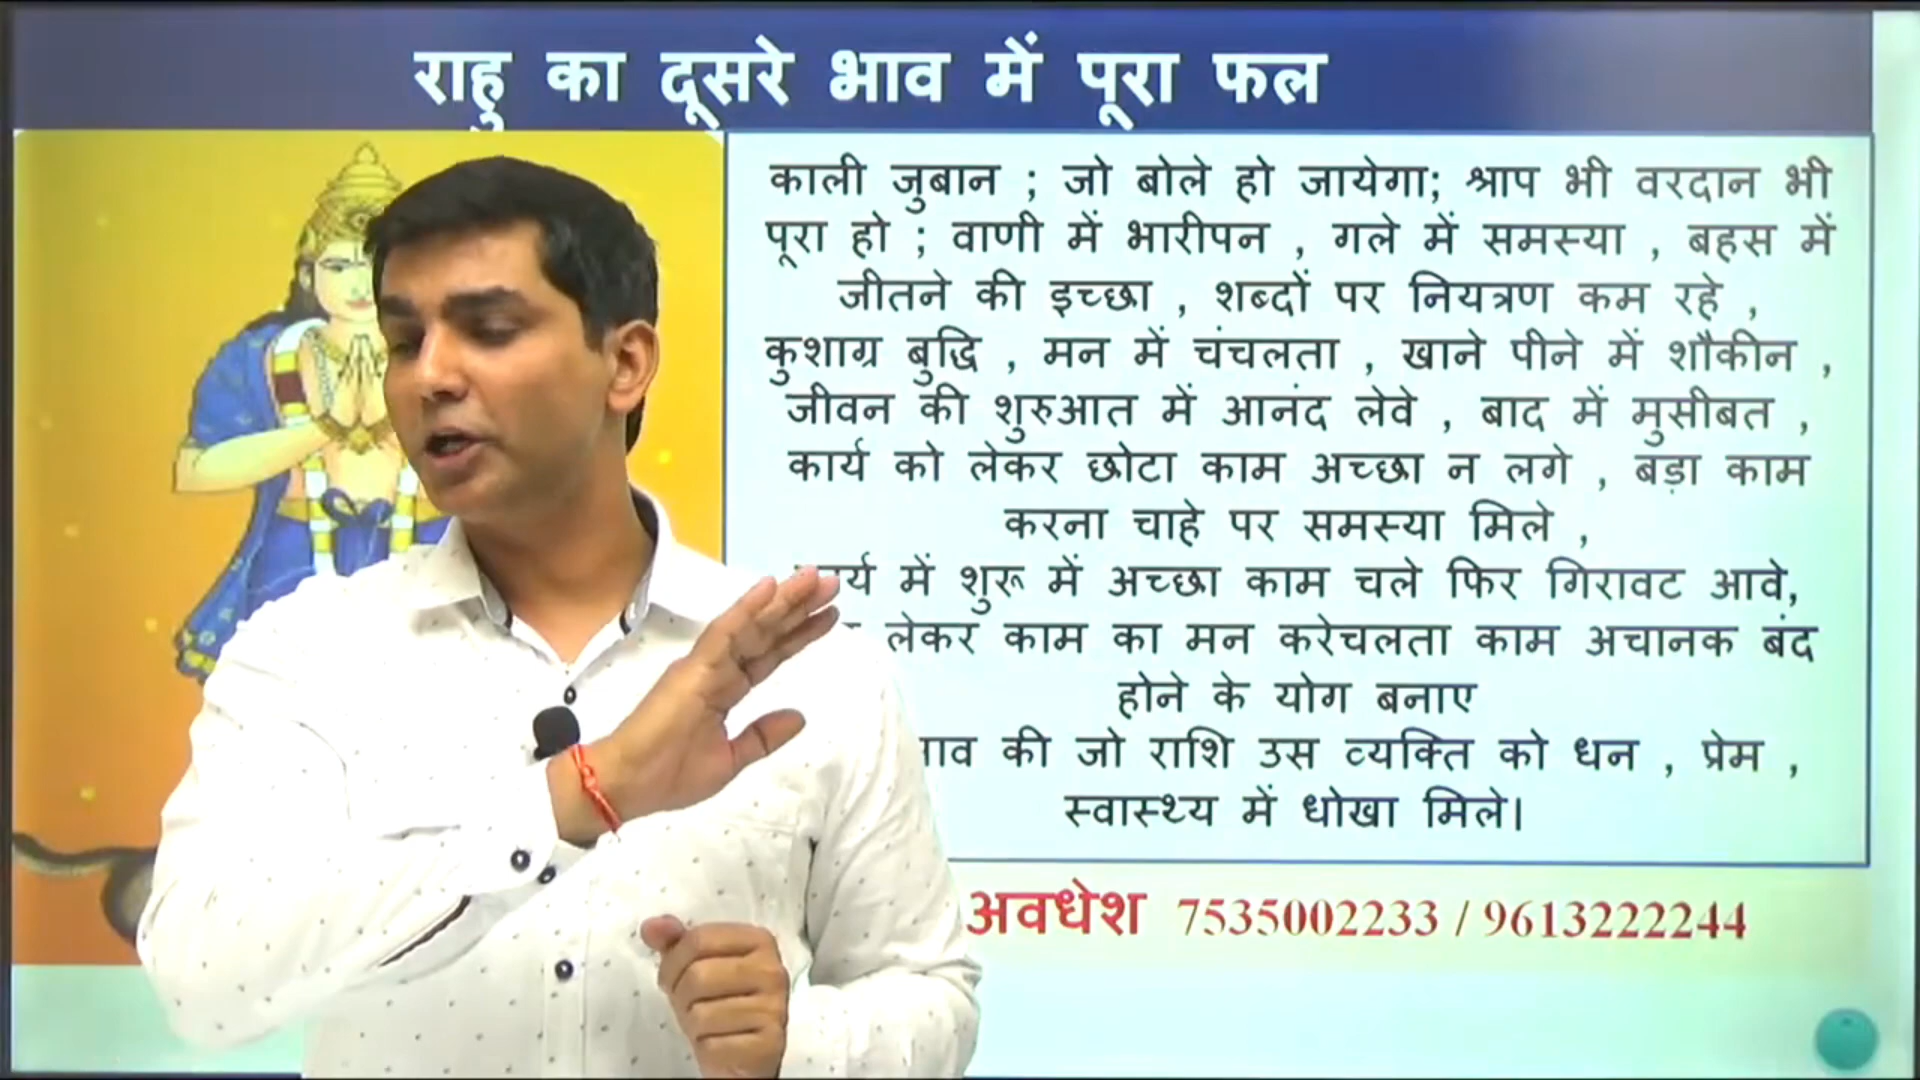 राहु का दूसरे भाव में पूरा फल
काली जुबान ; जो बोले हो जायेगा; श्राप भी वरदान भी
पूरा हो ; वाणी में भारीपन , गले में समस्या , बहस में
जीतने की इच्छा , शब्दों पर नियत्रण कम रहे ,
कुशाग्र बुद्धि , मन में चंचलता , खाने पीने में शौकीन ,
जीवन की शुरुआत में आनंद लेवे , बाद में मुसीबत ,
कार्य को लेकर छोटा काम अच्छा न लगे , बड़ा काम
करना चाहे पर समस्या मिले ,
में शुरू में अच्छा काम चले फिर गिरावट आवे,
लेकर काम का मन करेचलता काम अचानक बंद
होने के योग बनाए
की जो राशि उस व्यक्ति को धन , प्रेम ,
स्वास्थ्य में धोखा मिले।
अवधेश 7535002233 / 9613222244